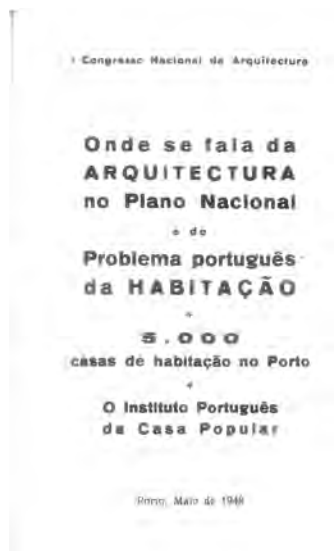 I Congresso Nacional de Arquitectura
Onde se fala da
ARQUITECTURA
no Plano Nacional
e do
Problema português
da HABITAÇÃO
*
5.000
casas de habitação no Porto
*
O Instituto Português
da Casa Popular
Porto, Maio de 1948